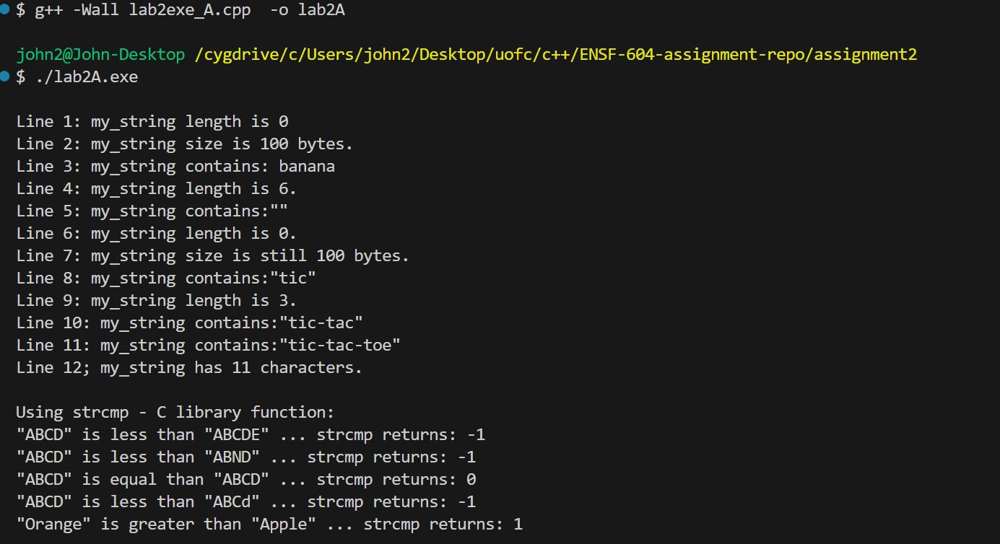 $ g++ -Wall lab2exe_A.cpp  -o lab2A
john2@John-Desktop /cygdrive/c/Users/john2/Desktop/uofc/c++/ENSF-604-assignment-repo/assignment2
$ ./lab2A.exe
Line 1: my_string length is 0
Line 2: my_string size is 100 bytes.
Line 3: my_string contains: banana
Line 4: my_string length is 6.
Line 5: my_string contains:""
Line 6: my_string length is 0.
Line 7: my_string size is still 100 bytes.
Line 8: my_string contains:"tic"
Line 9: my_string length is 3.
Line 10: my_string contains:"tic-tac"
Line 11: my_string contains:"tic-tac-toe"
Line 12; my_string has 11 characters.
Using strcmp - C library function:
"ABCD" is less than "ABCDE" ... strcmp returns: -1
"ABCD" is less than "ABND" ... strcmp returns: -1
"ABCD" is equal than "ABCD" ... strcmp returns: 0
"ABCD" is less than "ABCd" ... strcmp returns: -1
"Orange" is greater than "Apple" ... strcmp returns: 1